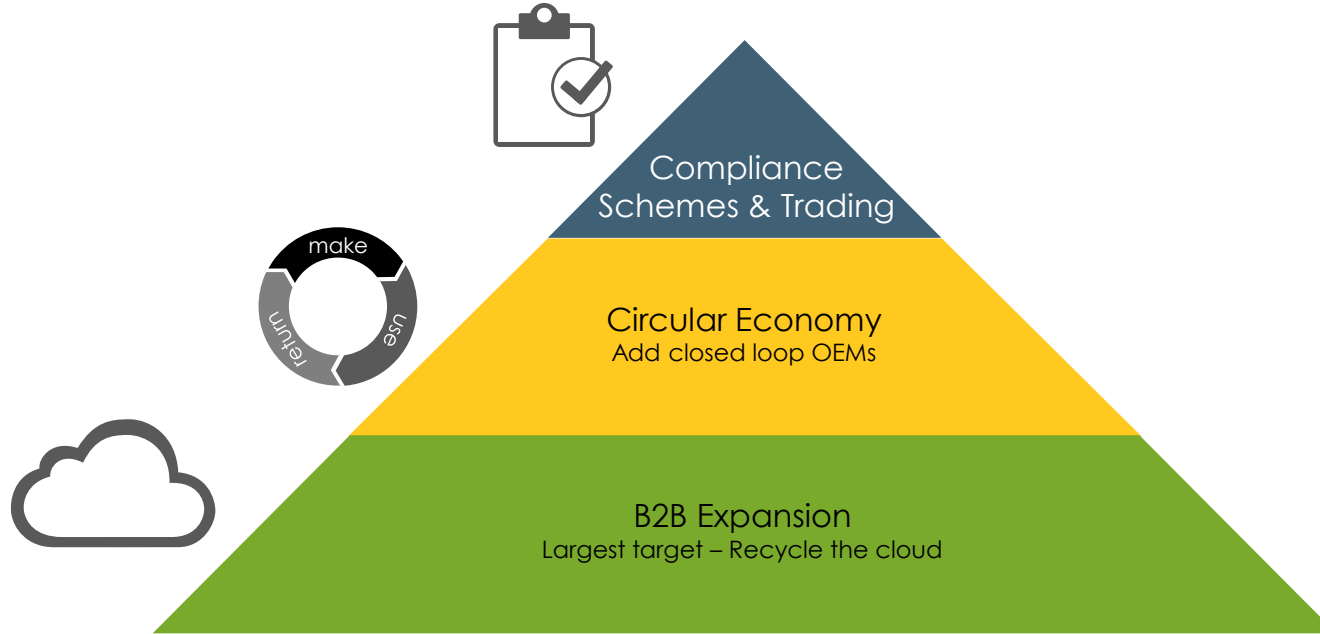 Compliance
Schemes & Trading
make
use
return
Circular Economy
Add closed loop OEMs
B2B Expansion
Largest target – Recycle the cloud